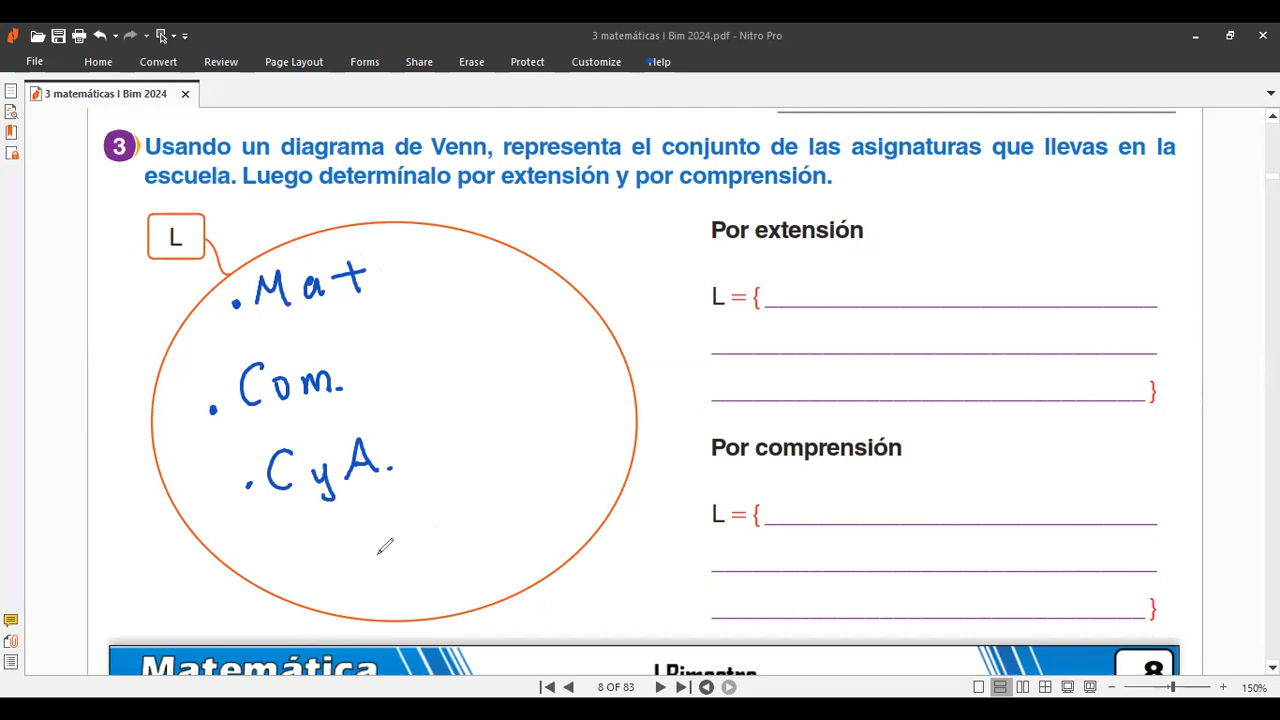 3 matemáticas I Bim 2024.pdf - Nitro Pro
File Home Convert Review Page Layout Forms Share Erase Protect Customize Help
3 matemáticas I Bim 2024
3 Usando un diagrama de Venn, representa el conjunto de las asignaturas que llevas en la
escuela. Luego determínalo por extensión y por comprensión.
L
. Mat
. Com.
. C y A.
Por extensión
L = {
}
Por comprensión
L = {
}
Matemática
I Bimestre
8
8 OF 83
150%